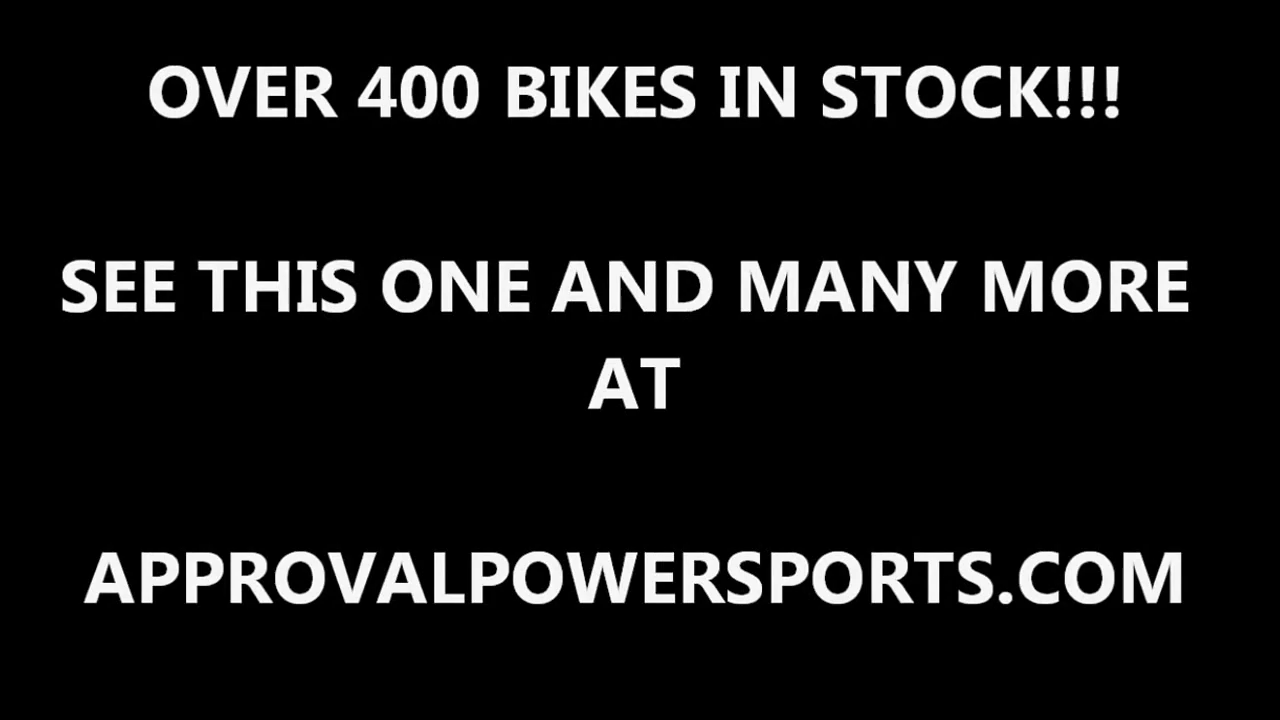 OVER 400 BIKES IN STOCK!!!
SEE THIS ONE AND MANY MORE
AT
APPROVALPOWERSPORTS.COM